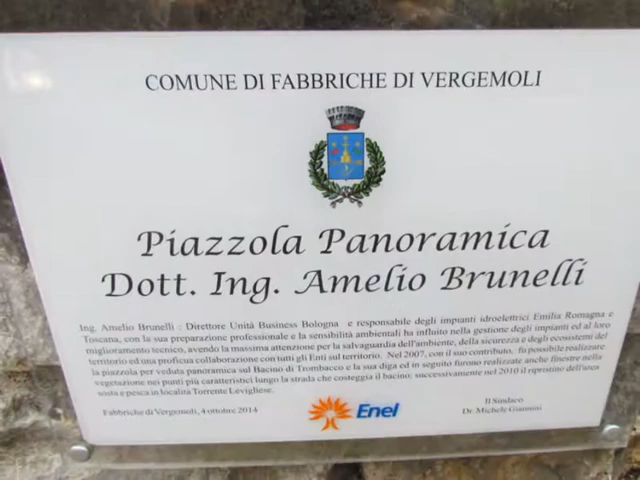 COMUNE DI FABBRICHE DI VERGEMOLI
Piazzola Panoramica
Dott. Ing. Amelio Brunelli
Ing. Amelio Brunelli : Direttore Unità Business Bologna e responsabile degli impianti idroelettrici Emilia Romagna e
Toscana, con la sua preparazione professionale e la sensibilità ambientali ha influito nella gestione degli impianti ed al loro
miglioramento tecnico, avendo la massima attenzione per la salvaguardia dell'ambiente, della sicurezza e degli ecosistemi del
territorio ed una proficua collaborazione con tutti gli Enti sul territorio. Nel 2007, con il suo contributo, fu possibile realizzare
la piazzola per veduta panoramica sul Bacino di Trombacco e la sua diga ed in seguito furono realizzate anche finestre nella
vegetazione nei punti più caratteristici lungo la strada che costeggia il bacino; successivamente nel 2010 il ripristino dell'area
sosta e pesca in località Torrente Levigliese.
Fabbriche di Vergemoli, 4 ottobre 2014
Enel
Il Sindaco
Dr. Michele Giannini